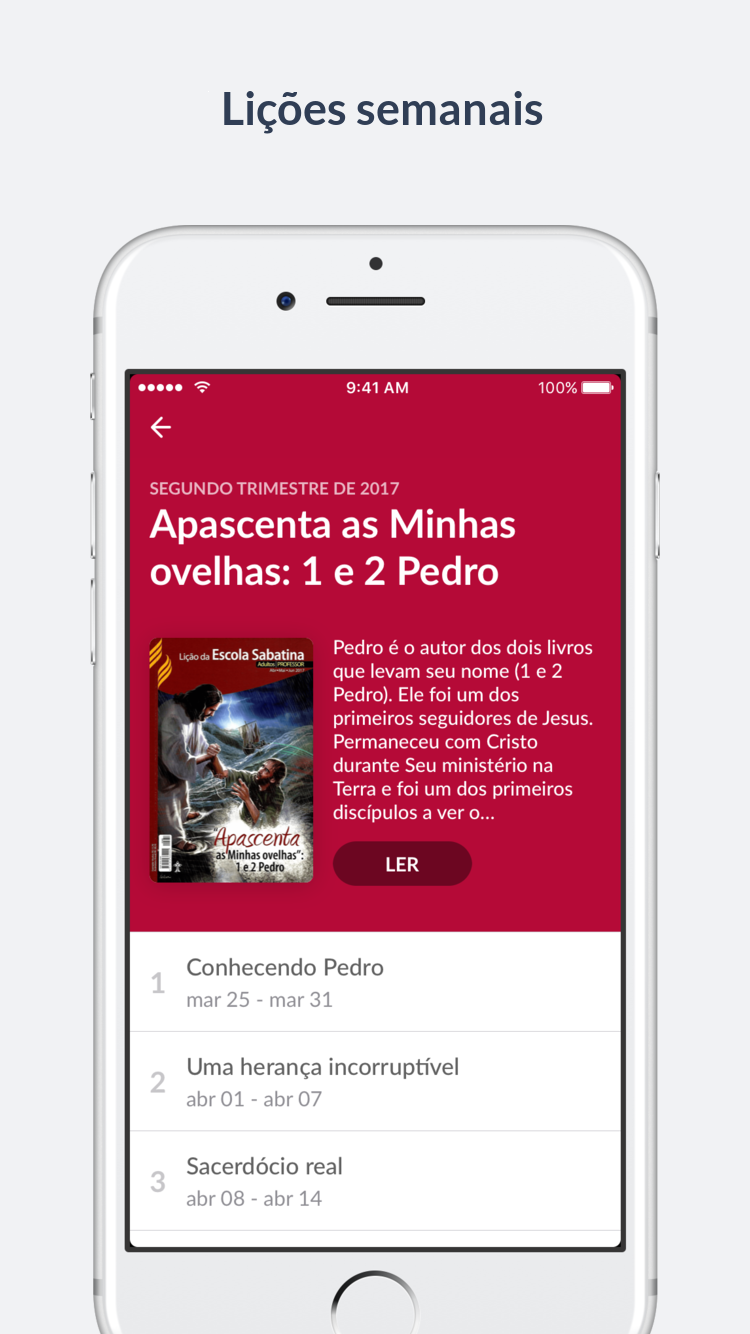 Lições semanais
9:41 AM
100%
SEGUNDO TRIMESTRE DE 2017
Apascenta as Minhas
ovelhas: 1 e 2 Pedro
Lição da Escola Sabatina
Adultos | PROFESSOR
"Apascenta
as Minhas ovelhas":
1 e 2 Pedro
Pedro é o autor dos dois livros
que levam seu nome (1 e 2
Pedro). Ele foi um dos
primeiros seguidores de Jesus.
Permaneceu com Cristo
durante Seu ministério na
Terra e foi um dos primeiros
discípulos a ver o...
LER
1
Conhecendo Pedro
mar 25 - mar 31
2
Uma herança incorruptível
abr 01 - abr 07
3
Sacerdócio real
abr 08 - abr 14